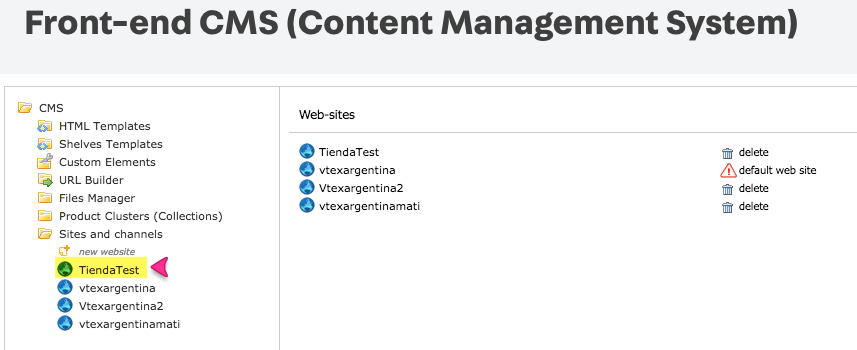 Front-end CMS (Content Management System)
CMS
HTML Templates
Shelves Templates
Custom Elements
URL Builder
Files Manager
Product Clusters (Collections)
Sites and channels
new website
TiendaTest
vtexargentina
Vtexargentina2
vtexargentinamati
Web-sites
TiendaTest delete
vtexargentina default web site
Vtexargentina2 delete
vtexargentinamati delete